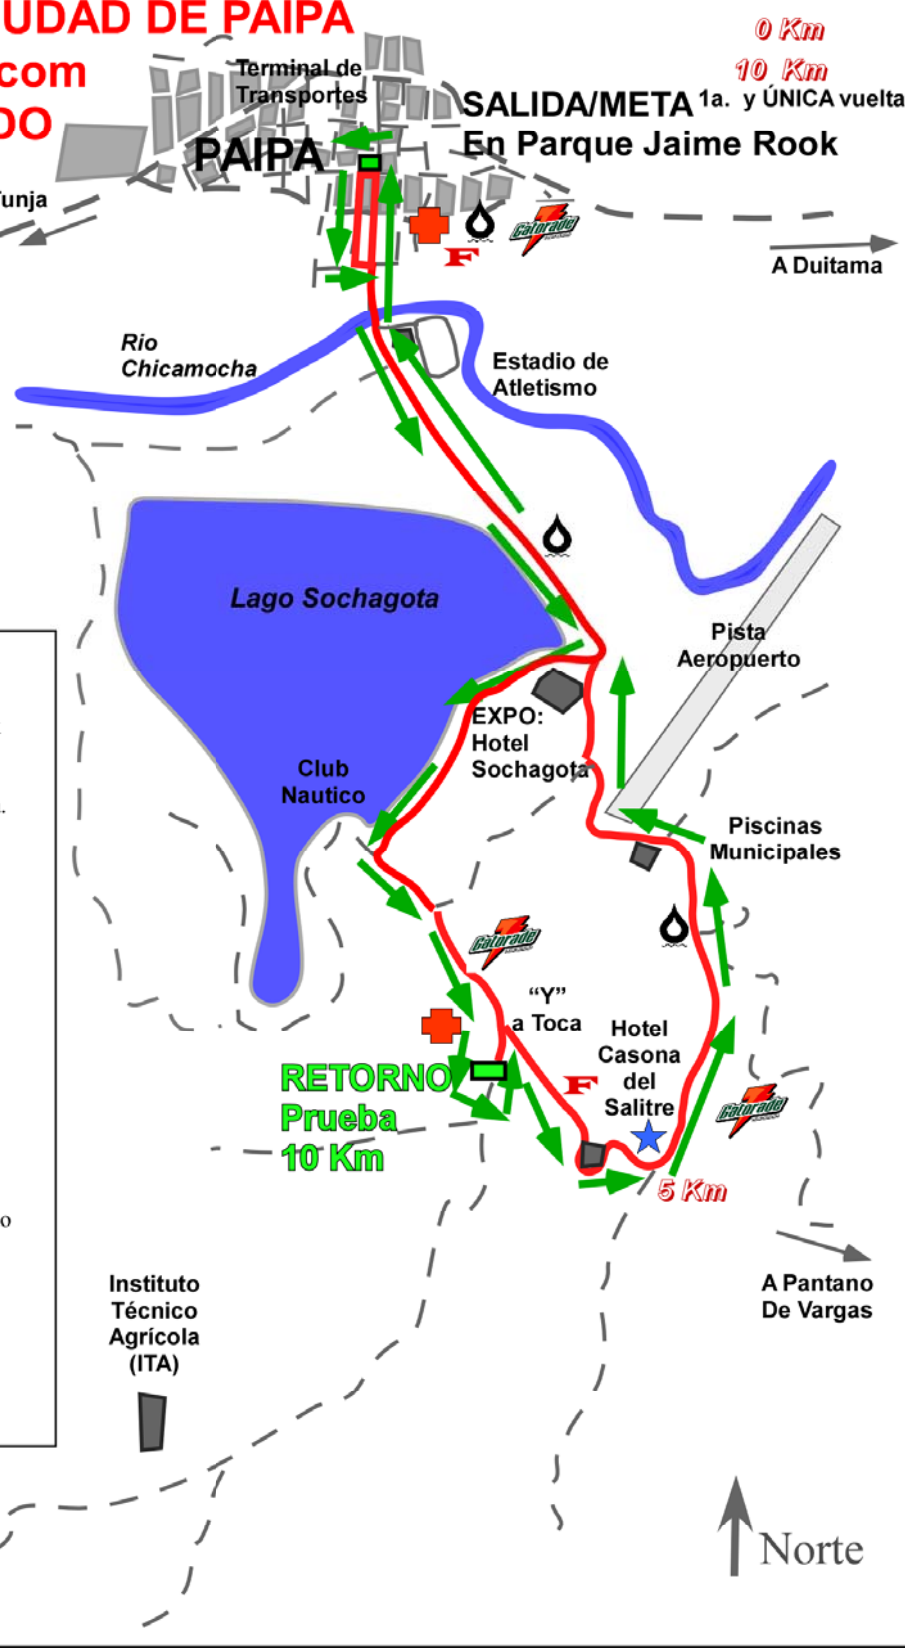 UDAD DE PAIPA
com
DO
0 Km
10 Km
Terminal de
Transportes
SALIDA/META 1a. y ÚNICA vuelta
En Parque Jaime Rook
PAIPA
unja
Gatorade
F
A Duitama
Rio
Chicamocha
Estadio de
Atletismo
Lago Sochagota
Pista
Aeropuerto
EXPO:
Hotel
Sochagota
Club
Nautico
Piscinas
Municipales
Gatorade
"Y"
a Toca
Hotel
Casona
del
Salitre
RETORNO
Prueba
10 Km
F
Gatorade
5 Km
o
A Pantano
De Vargas
Instituto
Técnico
Agrícola
(ITA)
Norte